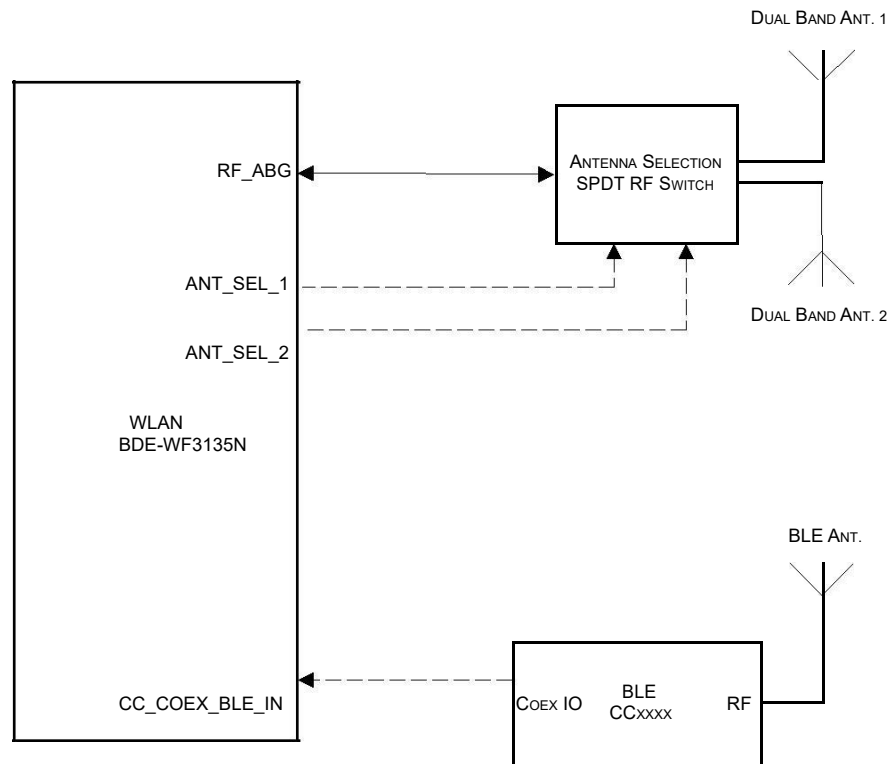 DUAL BAND ANT. 1
RF_ABG
ANTENNA SELECTION
SPDT RF SWITCH
ANT_SEL_1
DUAL BAND ANT. 2
ANT_SEL_2
WLAN
BDE-WF3135N
BLE ANT.
CC_COEX_BLE_IN
COEX IO
BLE
CCXXXX
RF